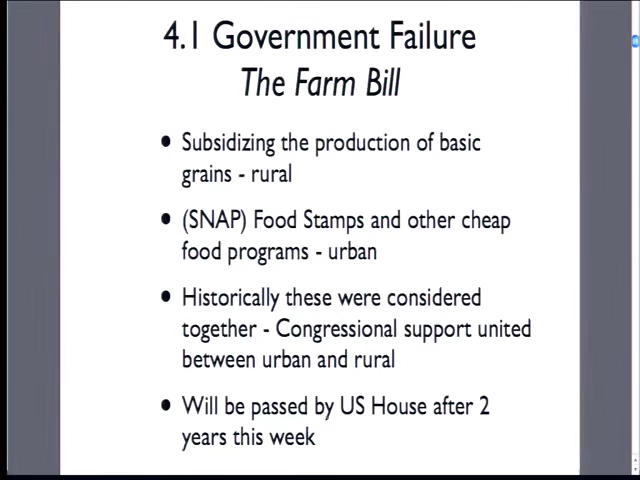 4.1 Government Failure
The Farm Bill
• Subsidizing the production of basic
grains - rural
• (SNAP) Food Stamps and other cheap
food programs - urban
• Historically these were considered
together - Congressional support united
between urban and rural
• Will be passed by US House after 2
years this week